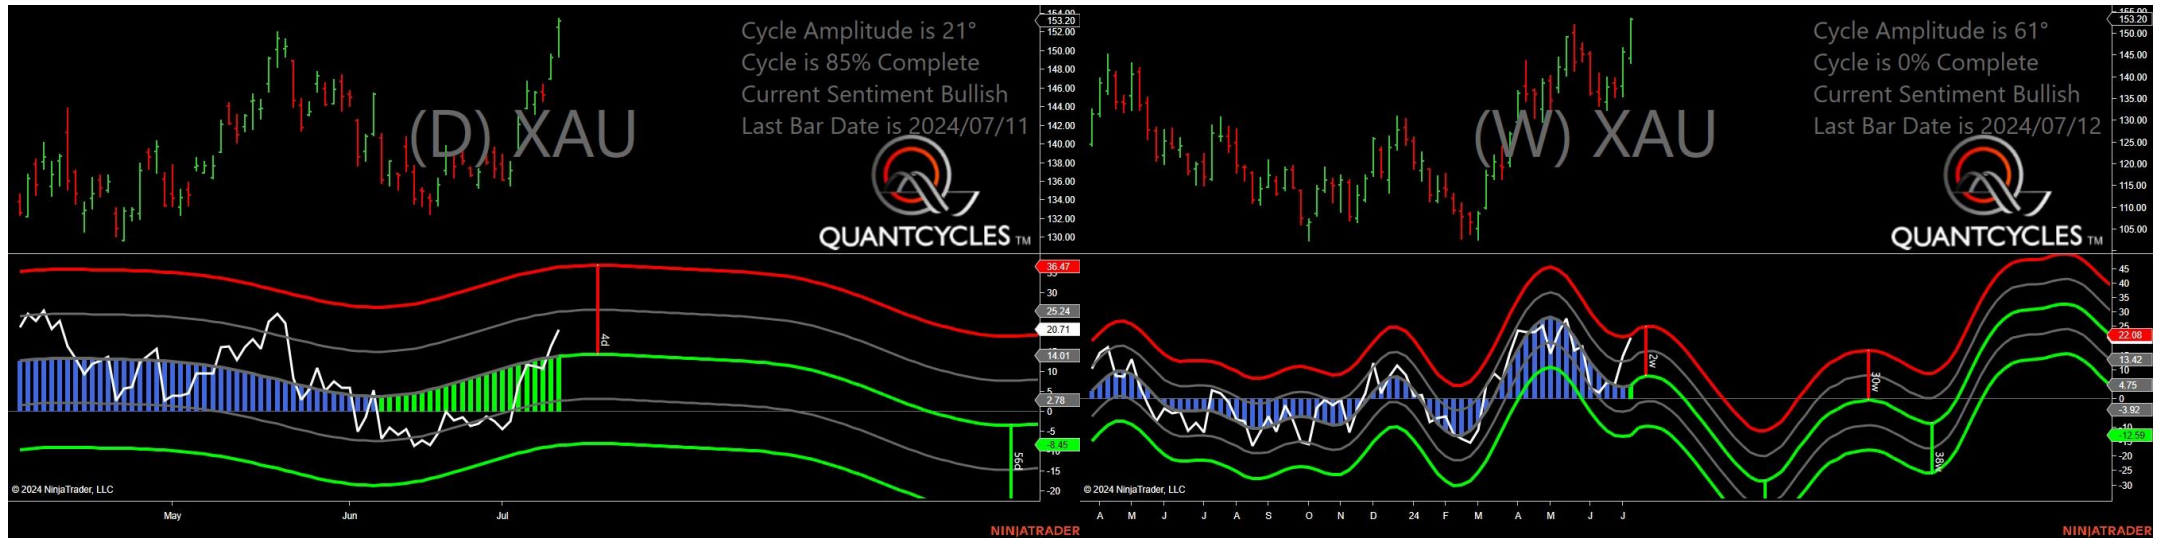 Cycle Amplitude is 21°
Cycle is 85% Complete
Current Sentiment Bullish
Last Bar Date is 2024/07/11
(D) XAU
QUANTCYCLES TM
153.20
152.00
150.00
148.00
146.00
144.00
142.00
140.00
138.00
136.00
134.00
132.00
130.00
36.47
30
25.24
20.71
14.01
10
5
2.78
0
-5
-8.45
-15
-20
4d
56d
© 2024 NinjaTrader, LLC
May
Jun
Jul
NINJATRADER
Cycle Amplitude is 61°
Cycle is 0% Complete
Current Sentiment Bullish
Last Bar Date is 2024/07/12
(W) XAU
QUANTCYCLES TM
153.20
150.00
145.00
140.00
135.00
130.00
125.00
120.00
115.00
110.00
105.00
45
40
35
30
25
22.08
13.42
10
4.75
0
-3.92
-12.59
-20
-25
-30
2w
30w
38w
© 2024 NinjaTrader, LLC
A M J J A S O N D 24 F M A M J J
NINJATRADER